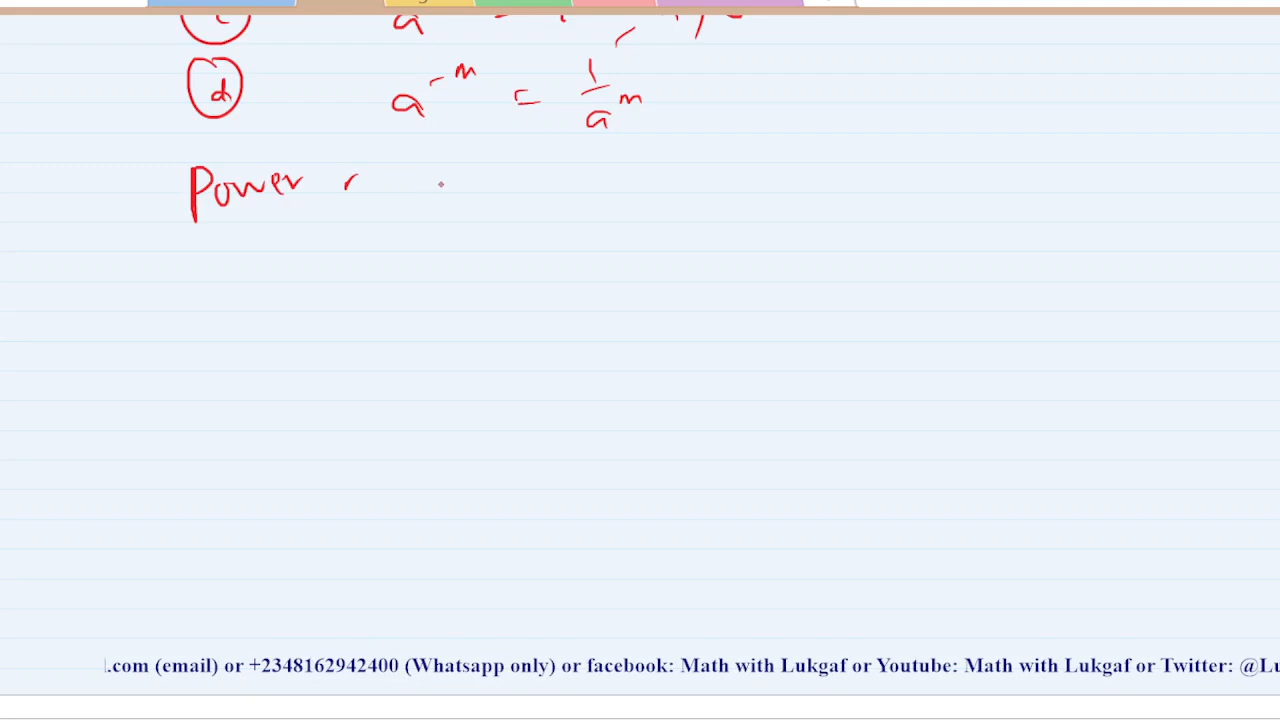 a
d a⁻ᵐ = 1/aᵐ
Power
.com (email) or +2348162942400 (Whatsapp only) or facebook: Math with Lukgaf or Youtube: Math with Lukgaf or Twitter: @Lu